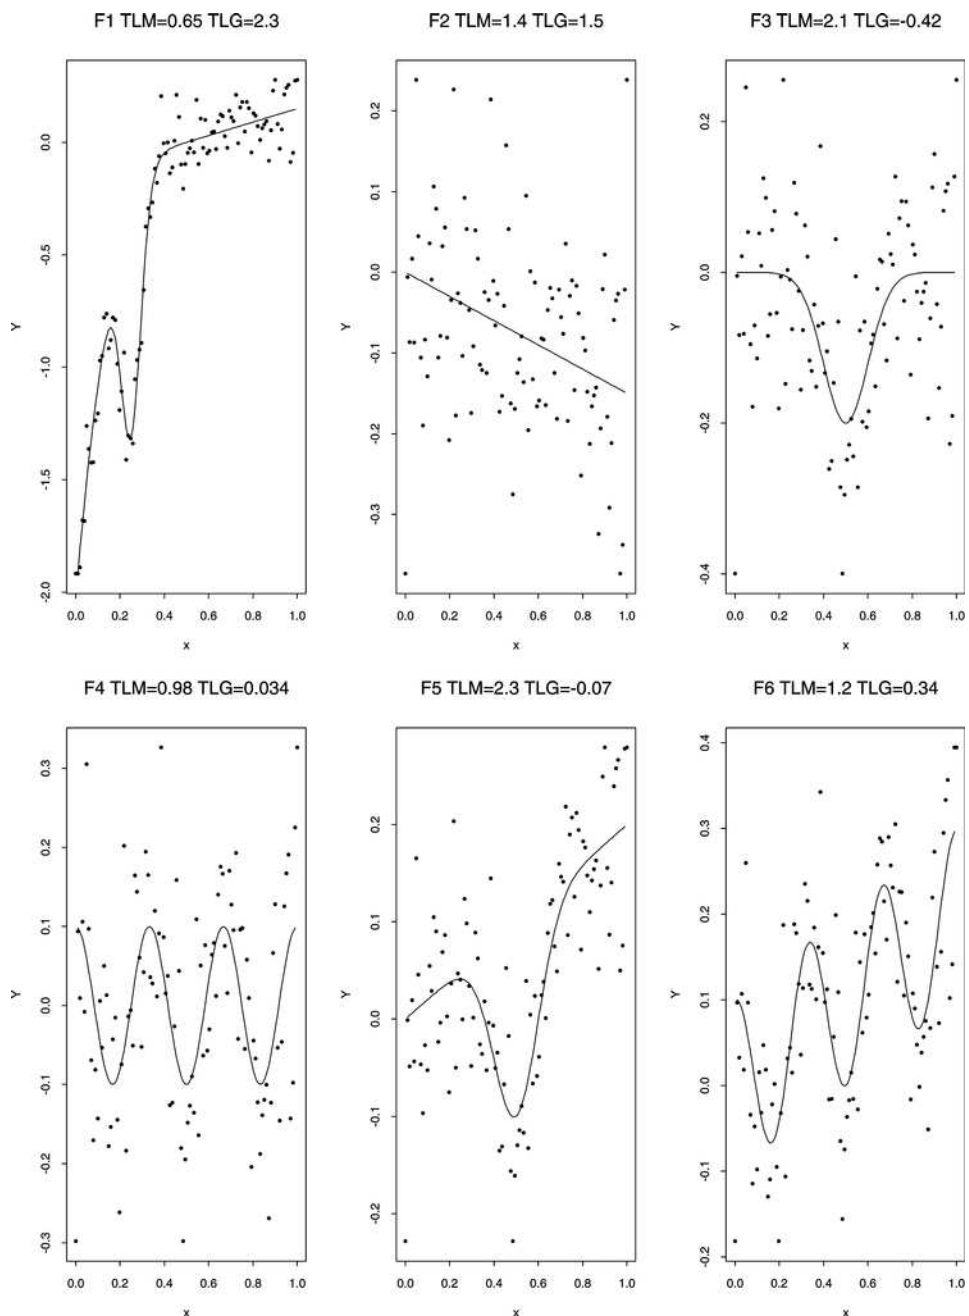 F1 TLM=0.65 TLG=2.3
F2 TLM=1.4 TLG=1.5
F3 TLM=2.1 TLG=-0.42
Y
0.0
-0.5
-1.0
-1.5
-2.0
0.0 0.2 0.4 0.6 0.8 1.0
x
Y
0.2
0.1
0.0
-0.1
-0.2
-0.3
0.0 0.2 0.4 0.6 0.8 1.0
x
Y
0.2
0.0
-0.2
-0.4
0.0 0.2 0.4 0.6 0.8 1.0
x
F4 TLM=0.98 TLG=0.034
F5 TLM=2.3 TLG=-0.07
F6 TLM=1.2 TLG=0.34
Y
0.3
0.2
0.1
0.0
-0.1
-0.2
-0.3
0.0 0.2 0.4 0.6 0.8 1.0
x
Y
0.2
0.1
0.0
-0.1
-0.2
0.0 0.2 0.4 0.6 0.8 1.0
x
Y
0.4
0.3
0.2
0.1
0.0
-0.1
-0.2
0.0 0.2 0.4 0.6 0.8 1.0
x